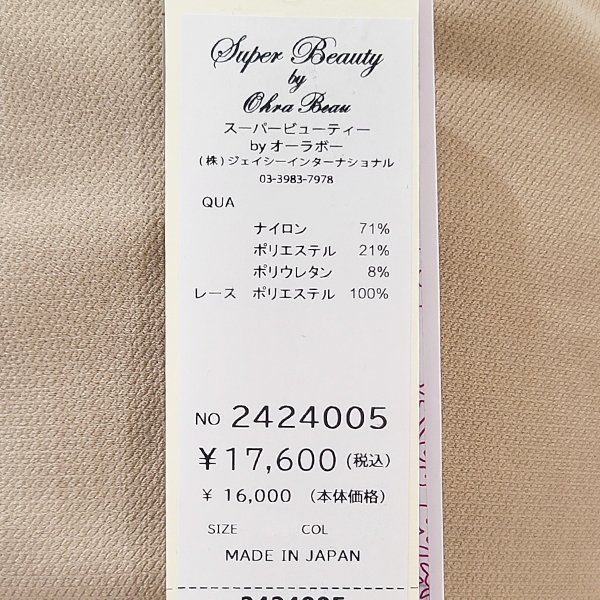 Super Beauty
by
Ohra Beau
スーパービューティー
by オーラボー
(株)ジェイシーインターナショナル
03-3983-7978
QUA
ナイロン 71%
ポリエステル 21%
ポリウレタン 8%
レース ポリエステル 100%
NO 2424005
¥17,600(税込)
¥ 16,000 (本体価格)
SIZE COL
MADE IN JAPAN
2424005